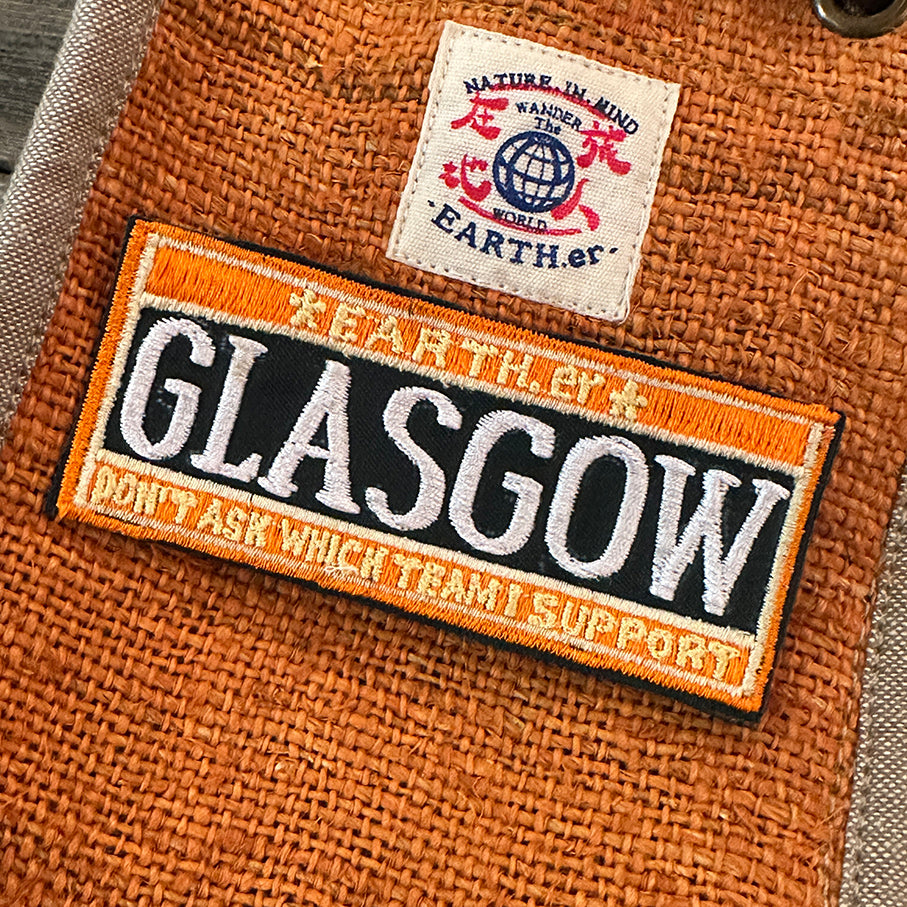 NATURE.IN.MIND
WANDER
The
在地
旅人
WORLD
·EARTH.er·
*EARTH.er*
GLASGOW
DON'T ASK WHICH TEAM I SUPPORT